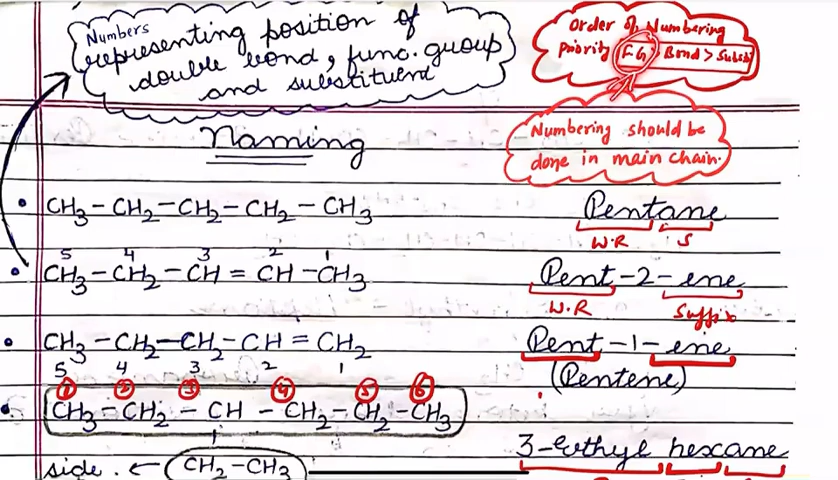 Numbers
representing position of
double bond, func. group
and substituent
Order of Numbering
Priority F.G. Bond > Substi
Numbering should be
done in main chain.
Naming
• CH₃ – CH₂ – CH₂ – CH₂ – CH₃ Pentane
W.R S
5 4 3 2 1
• CH₃ – CH₂ – CH = CH – CH₃ Pent-2-ene
W.R Suffix
• CH₃ – CH₂ – CH₂ – CH = CH₂ Pent-1-ene
5 4 3 2 1 (Pentene)
① ② ③ ④ ⑤ ⑥
• CH₃ – CH₂ – CH – CH₂ – CH₂ – CH₃
3-Ethyl hexane
side. ← CH₂ – CH₃